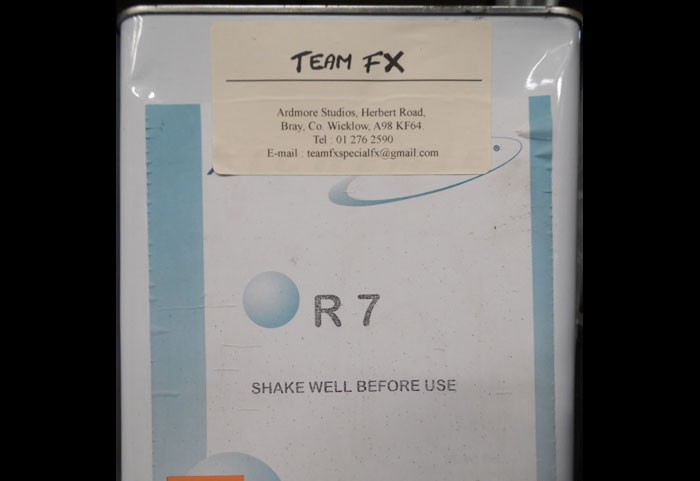 TEAM FX
Ardmore Studios, Herbert Road,
Bray, Co. Wicklow, A98 KF64
Tel : 01 276 2590
E-mail : teamfxspecialfx@gmail.com
®
R 7
SHAKE WELL BEFORE USE